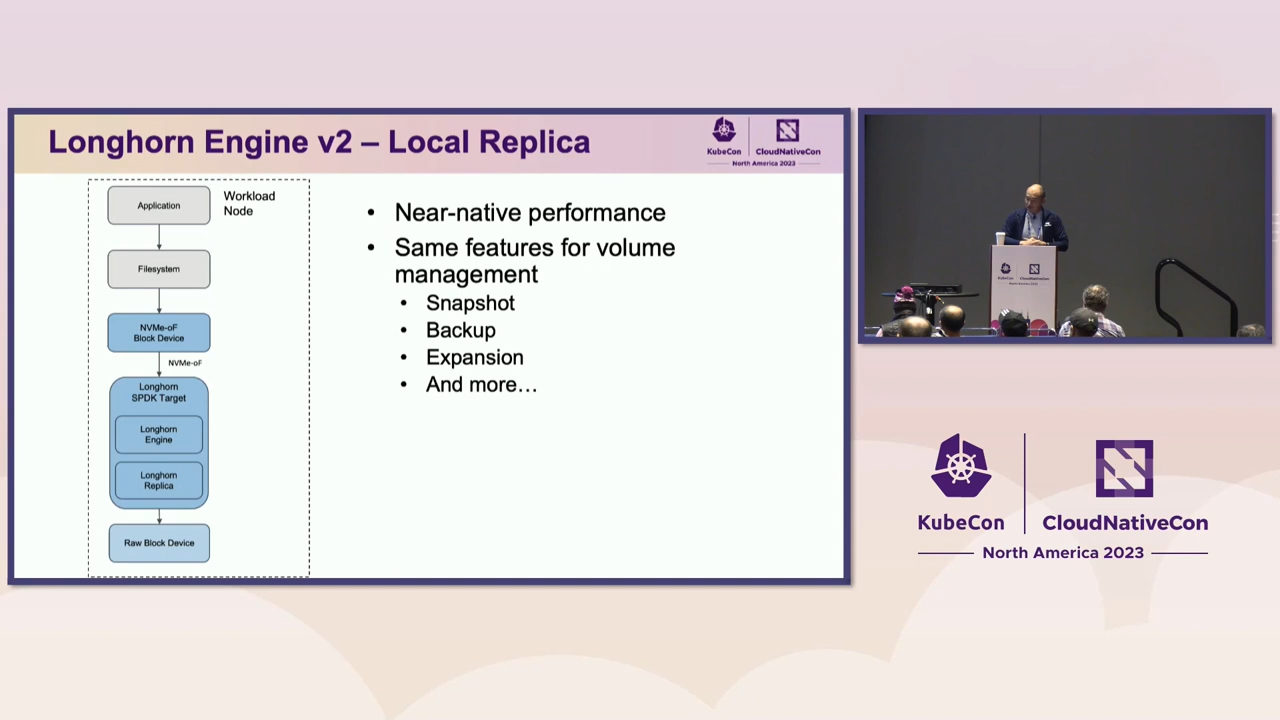 Longhorn Engine v2 – Local Replica
KubeCon
CloudNativeCon
North America 2023
Workload
Node
Application
Filesystem
NVMe-oF
Block Device
NVMe-oF
Longhorn
SPDK Target
Longhorn
Engine
Longhorn
Replica
Raw Block Device
• Near-native performance
• Same features for volume
management
• Snapshot
• Backup
• Expansion
• And more…
KubeCon
CloudNativeCon
North America 2023